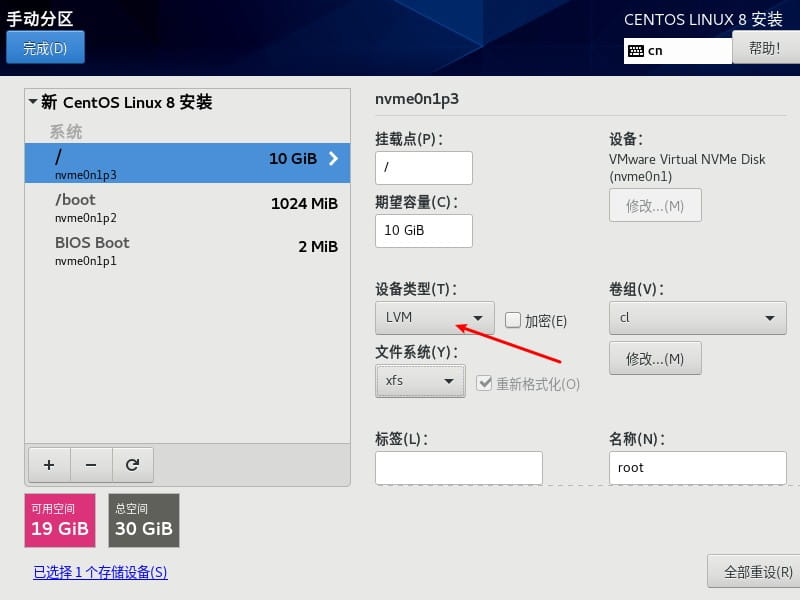 手动分区
CENTOS LINUX 8 安装
完成(D)
cn
帮助!
新 CentOS Linux 8 安装
系统
/
10 GiB
nvme0n1p3
/boot
1024 MiB
nvme0n1p2
BIOS Boot
2 MiB
nvme0n1p1
可用空间
19 GiB
总空间
30 GiB
已选择 1 个存储设备(S)
nvme0n1p3
挂载点(P):
/
期望容量(C):
10 GiB
设备:
VMware Virtual NVMe Disk
(nvme0n1)
修改...(M)
设备类型(T):
LVM
加密(E)
文件系统(Y):
xfs
重新格式化(O)
卷组(V):
cl
修改...(M)
标签(L):
名称(N):
root
全部重设(R)